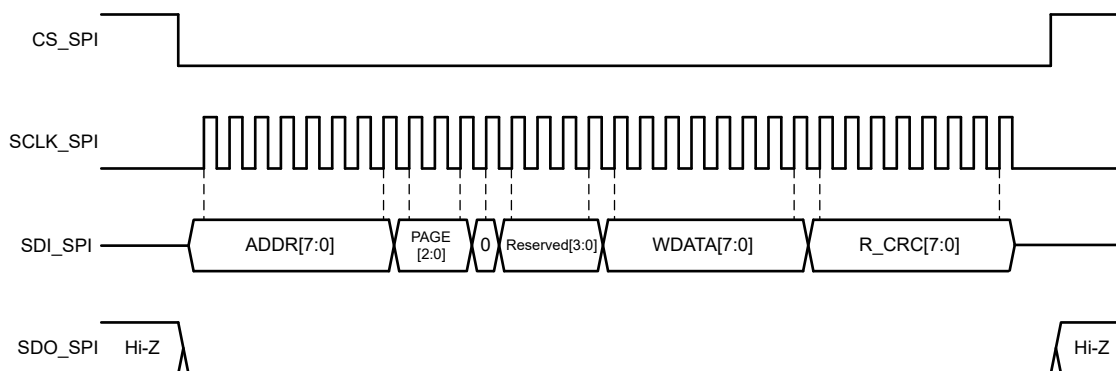 CS_SPI
SCLK_SPI
SDI_SPI
ADDR[7:0]
PAGE
[2:0]
0
Reserved[3:0]
WDATA[7:0]
R_CRC[7:0]
SDO_SPI
Hi-Z
Hi-Z